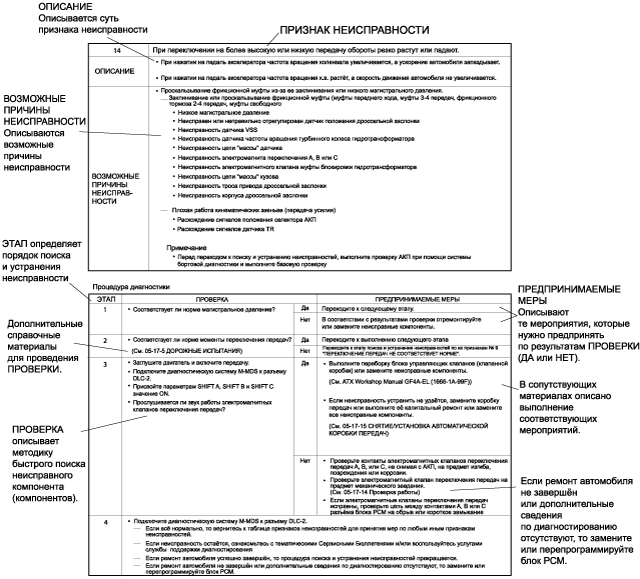 ОПИСАНИЕ
Описывается суть
признака неисправности
ПРИЗНАК НЕИСПРАВНОСТИ
14
При переключении на более высокую или низкую передачу обороты резко растут или падают.
ОПИСАНИЕ
• При нажатии на педаль акселератора частота вращения коленвала увеличивается, а ускорение автомобиля запаздывает.
• При нажатии на педаль акселератора частота вращения к.в. растёт, а скорость движения автомобиля не увеличивается.
ВОЗМОЖНЫЕ
ПРИЧИНЫ
НЕИСПРАВНОСТИ
Описываются
возможные
причины
неисправности
ВОЗМОЖНЫЕ
ПРИЧИНЫ
НЕИСПРАВ-
НОСТИ
• Проскальзывание фрикционной муфты из-за ее заклинивания или низкого магистрального давления.
— Заклинивание или проскальзывание фрикционной муфты (муфты переднего хода, муфты 3-4 передач, фрикционного
тормоза 2-4 передач, муфты свободного
• Низкое магистральное давление
• Неисправен или неправильно отрегулирован датчик положения дроссельной заслонки
• Неисправность датчика VSS
• Неисправность датчика частоты вращения турбинного колеса гидротрансформатора
• Неисправность цепи "массы" датчика
• Неисправность электромагнита переключения А, В или С
• Неисправность электромагнитного клапана муфты блокировки гидротрансформатора
• Неисправность цепи "массы" кузова
• Неисправность троса привода дроссельной заслонки
• Неисправность корпуса дроссельной заслонки
— Плохая работа кинематических звеньев (передача усилия)
• Расхождение сигналов положения селектора АКП
• Расхождение сигналов датчика TR
Примечание
• Перед переходом к поиску и устранению неисправностей, выполните проверку АКП при помощи системы
бортовой диагностики и выполните базовую проверку
ЭТАП определяет
порядок поиска
и устранения
неисправности
Процедура диагностики
ЭТАП
ПРОВЕРКА
ПРЕДПРИНИМАЕМЫЕ МЕРЫ
1
• Соответствует ли норме магистральное давление?
Да
Переходите к следующему этапу.
Нет
В соответствии с результатами проверки отремонтируйте
или замените неисправные компоненты.
2
• Соответствует ли норме моменты переключения передач?
(См. 05-17-5 ДОРОЖНЫЕ ИСПЫТАНИЯ)
Да
Переходите к выполнению следующего этапа
Нет
Переходите к этапу поиска и устранения неисправностей по их признакам № 9
"ПЕРЕКЛЮЧЕНИЕ ПЕРЕДАЧ НЕ СООТВЕТСТВУЕТ НОРМЕ".
3
• Заглушите двигатель и включите передачу.
• Подключите диагностическую систему M-MDS к разъему
DLC-2.
• Присвойте параметрам SHIFT A, SHIFT B и SHIFT C
значение ON.
• Прослушивается ли звук работы электромагнитных
клапанов переключения передач?
Да
• Выполните переборку блока управляющих клапанов (клапанной
коробки) или замените неисправные компоненты.
(См. ATX Workshop Manual GF4A-EL (1666-1A-99F))
• Если неисправность устранить не удаётся, замените коробку
передач или выполните её капитальный ремонт или замените
все неисправные компоненты.
(См. 05-17-15 СНЯТИЕ/УСТАНОВКА АВТОМАТИЧЕСКОЙ
КОРОБКИ ПЕРЕДАЧ)
Нет
• Проверьте контакты электромагнитных клапанов переключения
передач А, В, или С, не снимая с АКП, на предмет изгиба,
повреждения или коррозии.
• Проверьте электромагнитный клапан переключения передач на
предмет механического заедания.
(См. 05-17-14 Проверка работы)
• Если электромагнитные клапаны переключения передач
исправны, проверьте цепь между контактами А, В или С
разъёма блока PCM на обрыв или короткое замыкание
4
• Подключите диагностическую систему M-MDS к разъему DLC-2.
— Если всё нормально, то вернитесь к таблице признаков неисправностей для принятия мер по любым иным признакам
неисправностей.
— Если неисправность остаётся, ознакомьтесь с тематическими Сервисными Бюллетенями и/или воспользуйтесь услугами
службы поддержки диагностирования
— Если ремонт автомобиля успешно завершен, то процедура поиска и устранения неисправностей прекращается.
— Если ремонт автомобиля не завершён или дополнительные сведения по диагностированию отсутствуют, то замените или
перепрограммируйте блок PCM.
Дополнительные
справочные
материалы
для проведения
ПРОВЕРКИ.
ПРОВЕРКА
описывает
методику
быстрого поиска
неисправного
компонента
(компонентов).
ПРЕДПРИНИМАЕМЫЕ
МЕРЫ
Описывают
те мероприятия, которые
нужно предпринять
по результатам ПРОВЕРКИ
(ДА или НЕТ).
В сопутствующих
материалах описано
выполнение
соответствующих
мероприятий.
Если ремонт автомобиля
не завершён
или дополнительные
сведения
по диагностированию
отсутствуют, то замените
или перепрограммируйте
блок PCM.